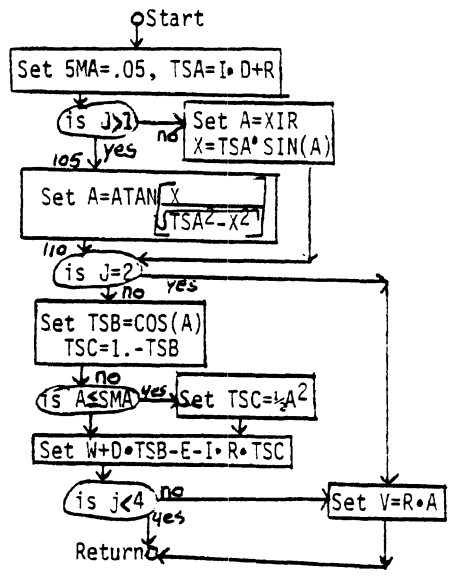 Start
Set 5MA=.05, TSA=I•D+R
is J>1
no
yes
Set A=XIR
X=TSA•SIN(A)
105
Set A=ATAN[X/√TSA²-X²]
110
is J=2
yes
no
Set TSB=COS(A)
TSC=1.-TSB
no
is A≤SMA
yes
Set TSC=½A²
Set W+D•TSB-E-I•R•TSC
is j<4
no
yes
Set V=R•A
Return